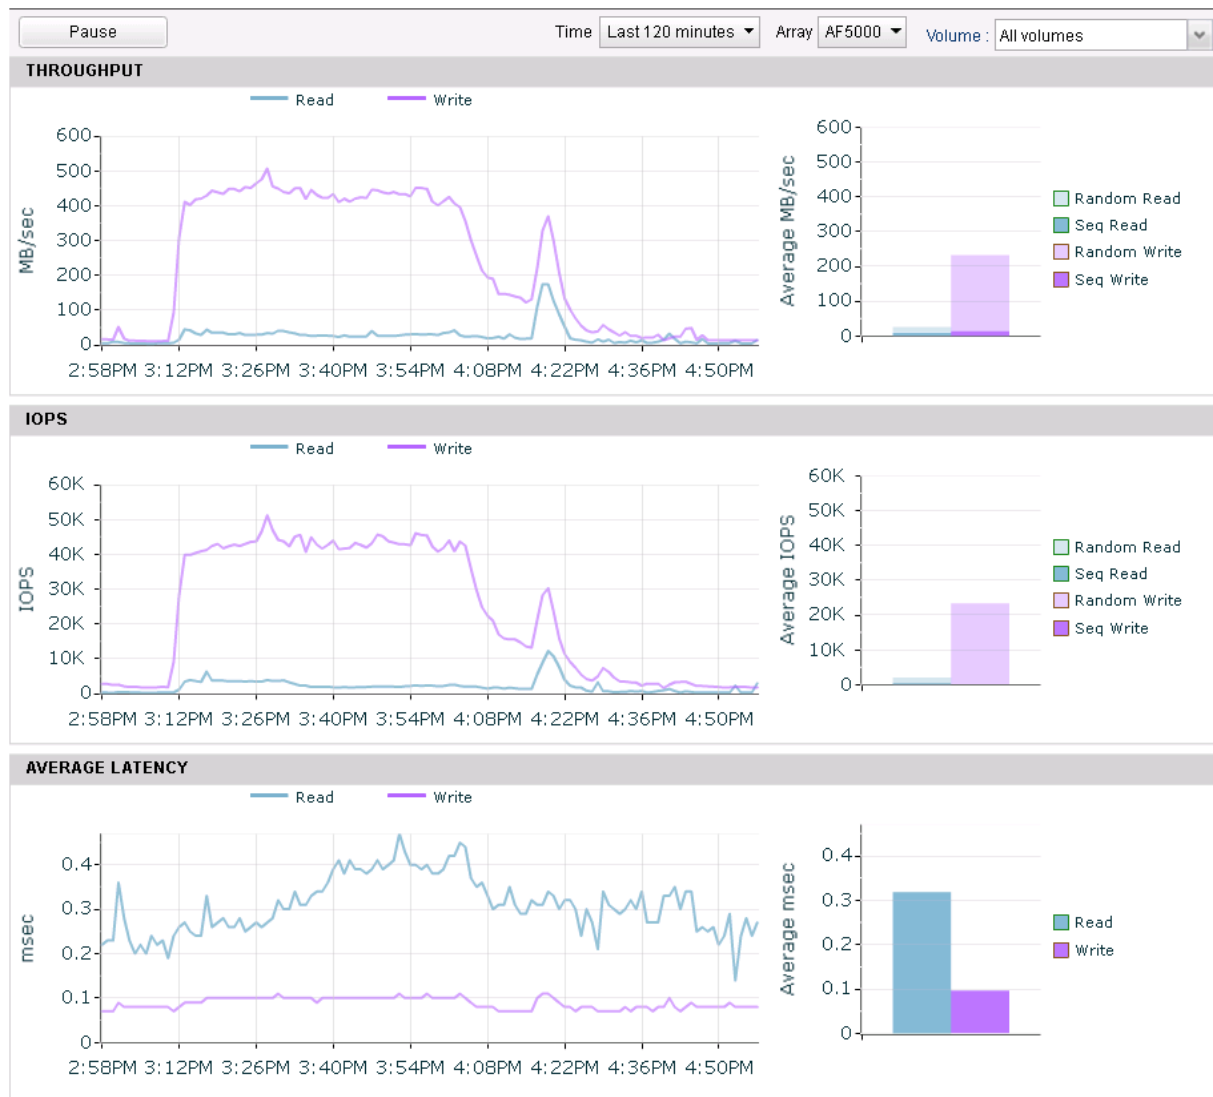 Pause Time Last 120 minutes Array AF5000 Volume : All volumes
THROUGHPUT
Read Write
600
500
400
300
200
100
0
MB/sec
2:58PM 3:12PM 3:26PM 3:40PM 3:54PM 4:08PM 4:22PM 4:36PM 4:50PM
600
500
400
300
200
100
0
Average MB/sec
Random Read
Seq Read
Random Write
Seq Write
IOPS
Read Write
60K
50K
40K
30K
20K
10K
0
IOPS
2:58PM 3:12PM 3:26PM 3:40PM 3:54PM 4:08PM 4:22PM 4:36PM 4:50PM
60K
50K
40K
30K
20K
10K
0
Average IOPS
Random Read
Seq Read
Random Write
Seq Write
AVERAGE LATENCY
Read Write
0.4
0.3
0.2
0.1
0
msec
2:58PM 3:12PM 3:26PM 3:40PM 3:54PM 4:08PM 4:22PM 4:36PM 4:50PM
0.4
0.3
0.2
0.1
0
Average msec
Read
Write